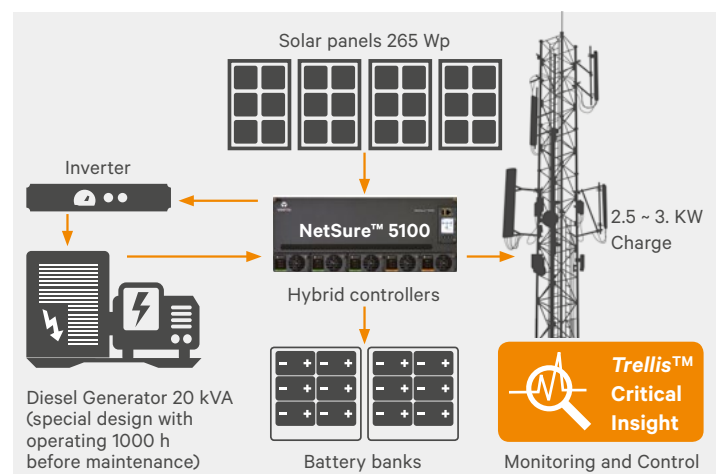 Solar panels 265 Wp
Inverter
NetSure™ 5100
2.5 ~ 3. KW
Charge
Hybrid controllers
Trellis™
Critical
Insight
Diesel Generator 20 kVA
(special design with
operating 1000 h
before maintenance)
Battery banks
Monitoring and Control